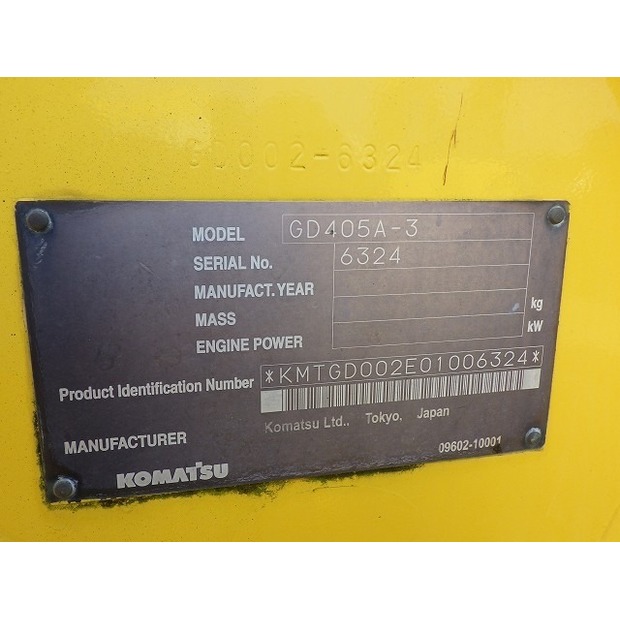 GD002-6324
MODEL GD405A-3
SERIAL No. 6324
MANUFACT.YEAR
MASS kg
ENGINE POWER kW
Product Identification Number *KMTGD002E01006324*
MANUFACTURER Komatsu Ltd., Tokyo, Japan
KOMATSU 09602-10001